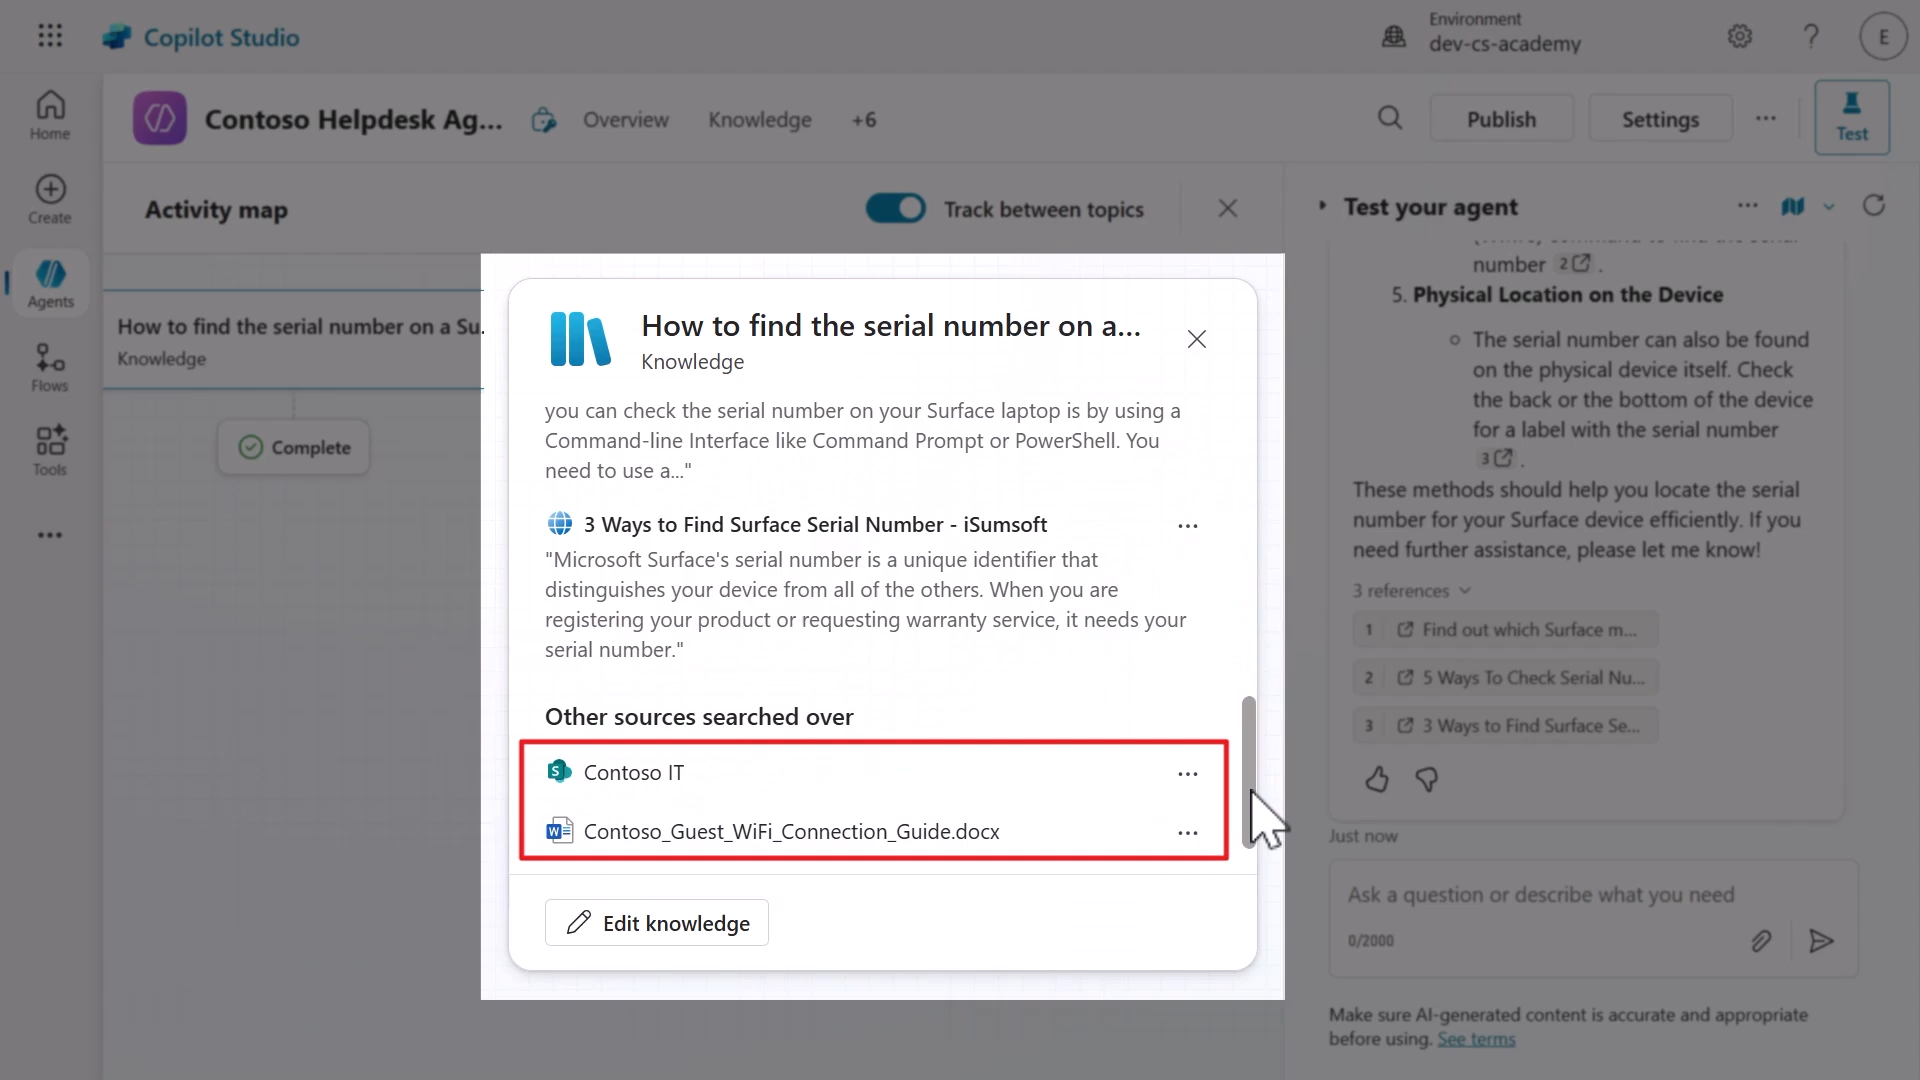 Copilot Studio
Environment
dev-cs-academy
E
Home
Create
Agents
Flows
Tools
Contoso Helpdesk Ag...
Overview
Knowledge
+6
Publish
Settings
Test
Activity map
Track between topics
How to find the serial number on a Su.
Knowledge
Complete
How to find the serial number on a...
Knowledge
you can check the serial number on your Surface laptop is by using a
Command-line Interface like Command Prompt or PowerShell. You
need to use a..."
3 Ways to Find Surface Serial Number - iSumsoft
"Microsoft Surface's serial number is a unique identifier that
distinguishes your device from all of the others. When you are
registering your product or requesting warranty service, it needs your
serial number."
Other sources searched over
Contoso IT
Contoso_Guest_WiFi_Connection_Guide.docx
Edit knowledge
Test your agent
number 2.
5. Physical Location on the Device
The serial number can also be found
on the physical device itself. Check
the back or the bottom of the device
for a label with the serial number
3.
These methods should help you locate the serial
number for your Surface device efficiently. If you
need further assistance, please let me know!
3 references
1 Find out which Surface m...
2 5 Ways To Check Serial Nu...
3 3 Ways to Find Surface Se...
Just now
Ask a question or describe what you need
0/2000
Make sure AI-generated content is accurate and appropriate
before using. See terms